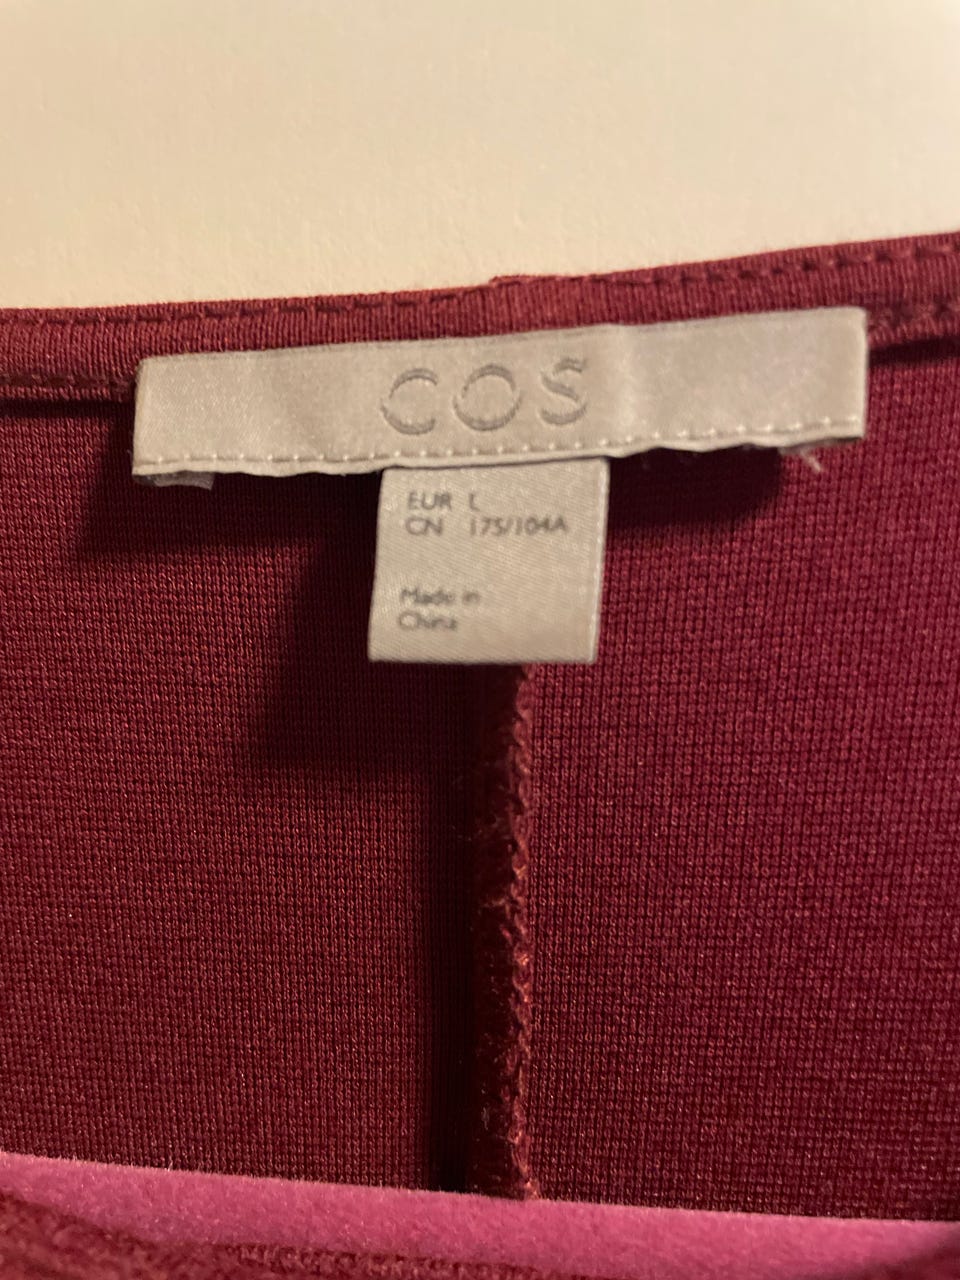 COS
EUR L
CN 175/104A
Made in
China